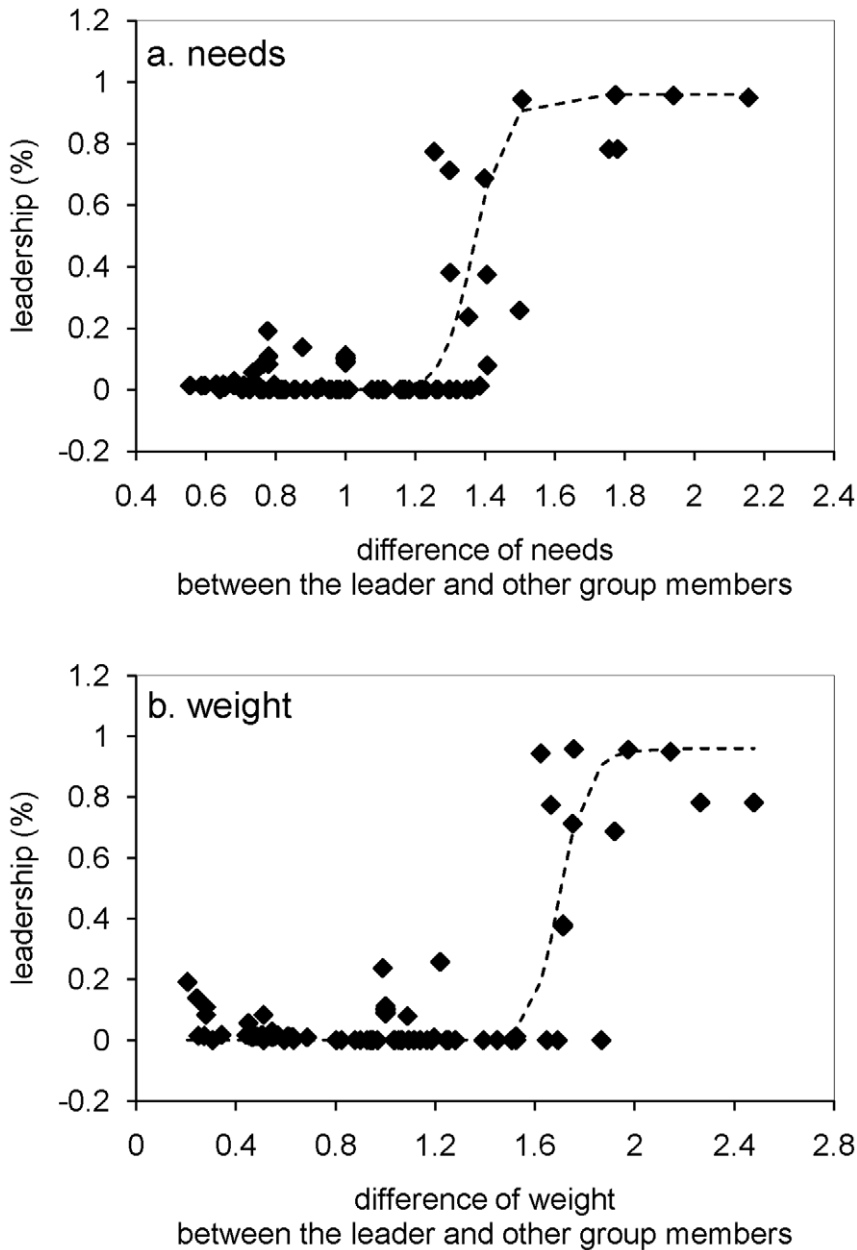 a. needs
leadership (%)
1.2
1
0.8
0.6
0.4
0.2
0
-0.2
0.4 0.6 0.8 1 1.2 1.4 1.6 1.8 2 2.2 2.4
difference of needs
between the leader and other group members
b. weight
leadership (%)
1.2
1
0.8
0.6
0.4
0.2
0
-0.2
0 0.4 0.8 1.2 1.6 2 2.4 2.8
difference of weight
between the leader and other group members